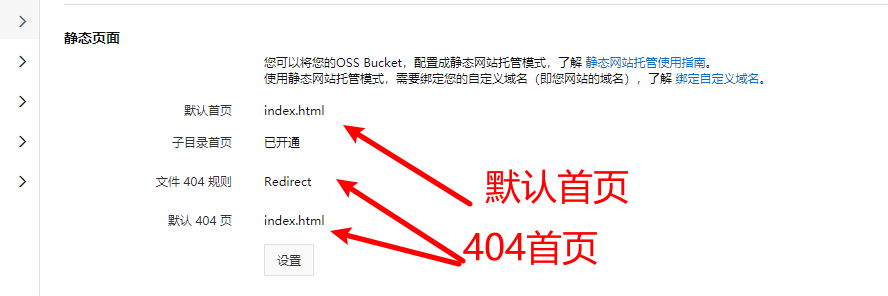 静态页面
您可以将您的OSS Bucket，配置成静态网站托管模式，了解 静态网站托管使用指南。
使用静态网站托管模式，需要绑定您的自定义域名（即您网站的域名），了解 绑定自定义域名。
默认首页 index.html
子目录首页 已开通
文件 404 规则 Redirect
默认首页
默认 404 页 index.html
404首页
设置